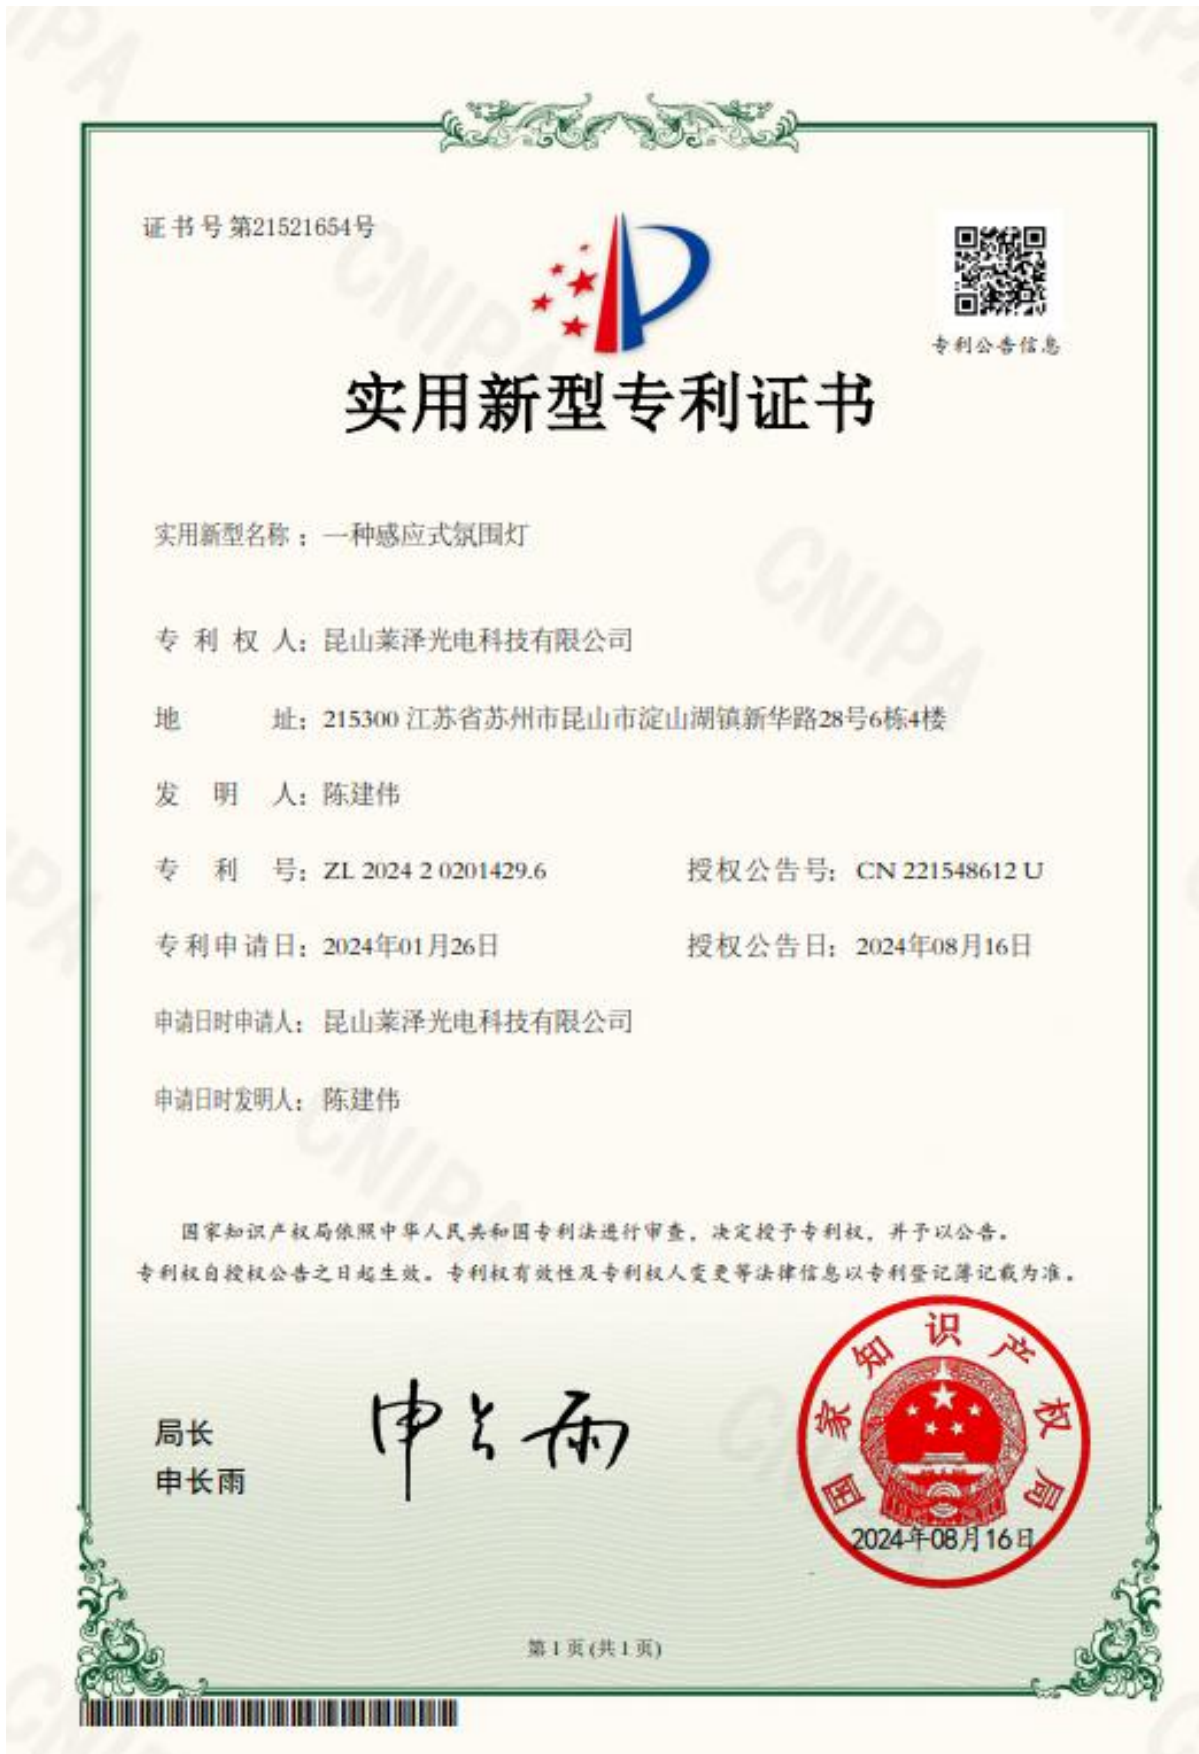 证书号第21521654号
专利公告信息
实用新型专利证书
实用新型名称：一种感应式氛围灯
专利权人：昆山莱泽光电科技有限公司
地址：215300 江苏省苏州市昆山市淀山湖镇新华路28号6栋4楼
发明人：陈建伟
专利号：ZL 2024 2 0201429.6 授权公告号：CN 221548612 U
专利申请日：2024年01月26日 授权公告日：2024年08月16日
申请日时申请人：昆山莱泽光电科技有限公司
申请日时发明人：陈建伟
国家知识产权局依照中华人民共和国专利法进行审查，决定授予专利权，并予以公告。
专利权自授权公告之日起生效。专利权有效性及专利权人变更等法律信息以专利登记簿记载为准。
局长
申长雨
申长雨
国家知识产权局
2024年08月16日
第 1 页 (共 1 页)
CNIPA
CNIPA
CNIPA